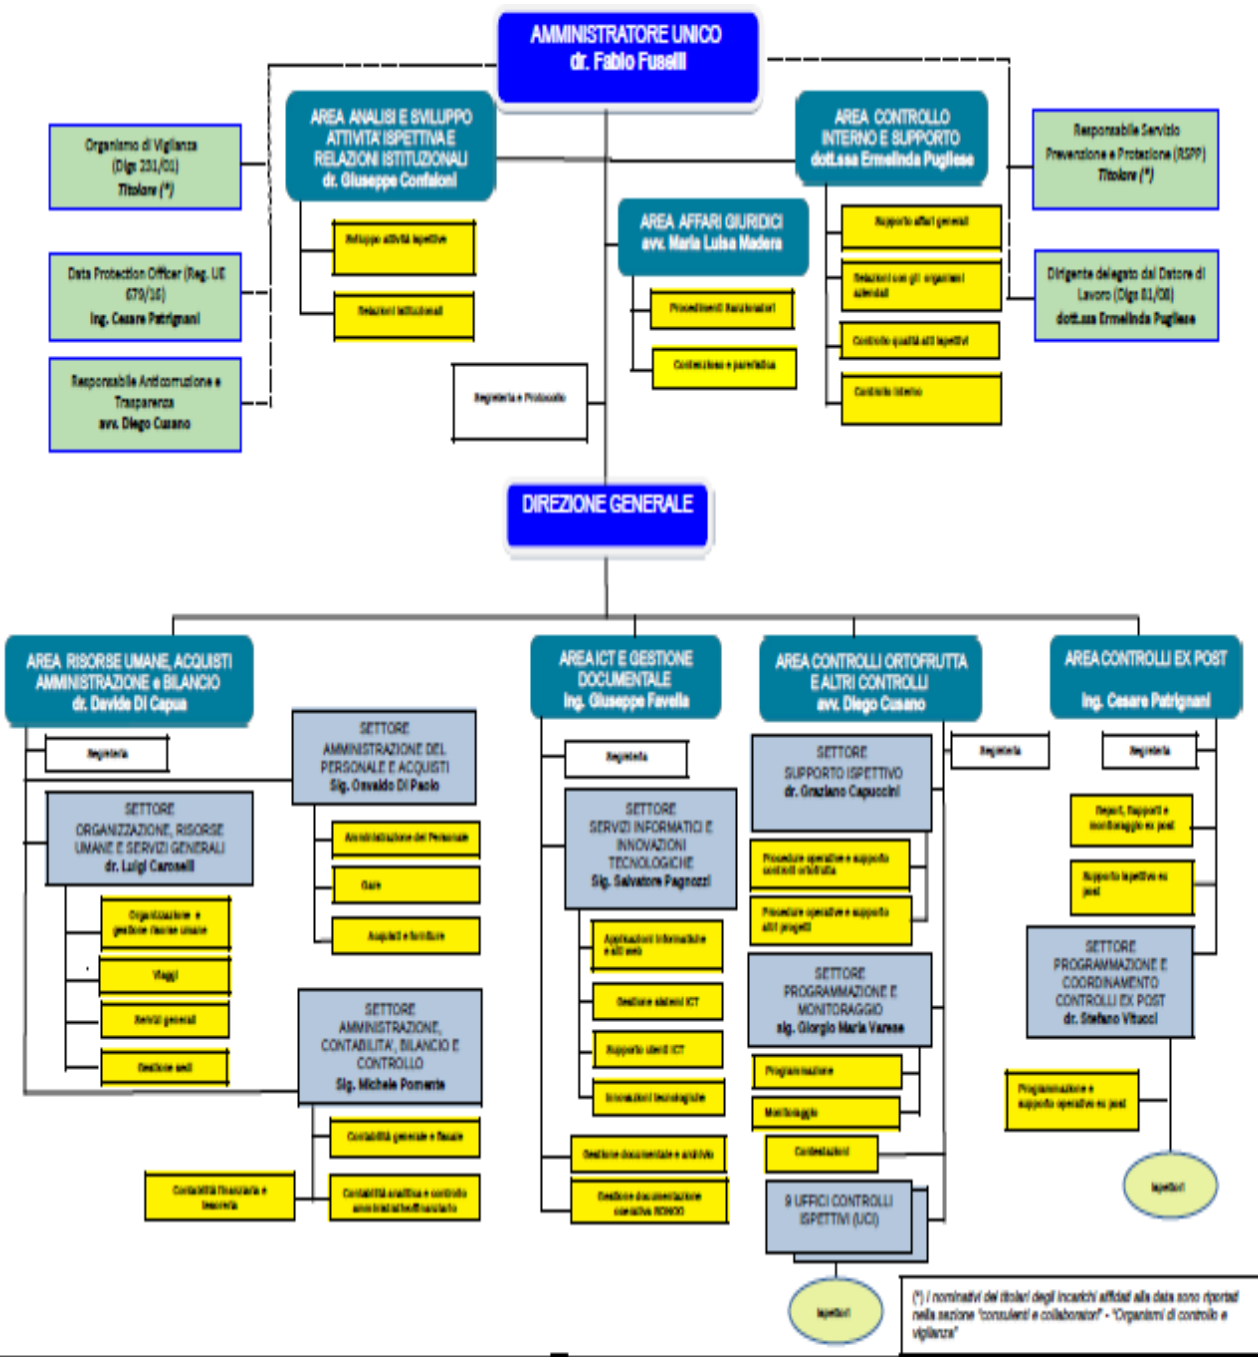 AMMINISTRATORE UNICO
dr. Fabio Fuselli
AREA ANALISI E SVILUPPO
ATTIVITA' ISPETTIVA E
RELAZIONI ISTITUZIONALI
dr. Giuseppe Confaloni
AREA CONTROLLO
INTERNO E SUPPORTO
dott.ssa Ermelinda Pugliese
Organismo di Vigilanza
(Dlgs 231/01)
Titolare (*)
Responsabile Servizio
Prevenzione e Protezione (RSPP)
Titolare (*)
AREA AFFARI GIURIDICI
avv. Maria Luisa Madera
Sviluppo attività ispettive
Relazioni istituzionali
Supporto affari generali
Relazioni con gli organismi
aziendali
Controllo qualità atti ispettivi
Controllo interno
Data Protection Officer (Reg. UE
679/16)
Ing. Cesare Patrignani
Dirigente delegato dal Datore di
Lavoro (Dlgs 81/08)
dott.ssa Ermelinda Pugliese
Procedimenti Sanzionatori
Contenzioso e pareristica
Responsabile Anticorruzione e
Trasparenza
avv. Diego Cusano
Segreteria e Protocollo
DIREZIONE GENERALE
AREA RISORSE UMANE, ACQUISTI
AMMINISTRAZIONE e BILANCIO
dr. Davide Di Capua
Segreteria
SETTORE
AMMINISTRAZIONE DEL
PERSONALE E ACQUISTI
Sig. Osvaldo Di Paolo
Amministrazione del Personale
Gare
Acquisti e forniture
SETTORE
ORGANIZZAZIONE, RISORSE
UMANE E SERVIZI GENERALI
dr. Luigi Caroselli
Organizzazione e
gestione risorse umane
Viaggi
Servizi generali
Gestione sedi
SETTORE
AMMINISTRAZIONE,
CONTABILITA', BILANCIO E
CONTROLLO
Sig. Michele Pomente
Contabilità generale e fiscale
Contabilità finanziaria e
tesoreria
Contabilità analitica e controllo
amministrativo/finanziario
AREA ICT E GESTIONE
DOCUMENTALE
Ing. Giuseppe Favella
Segreteria
SETTORE
SERVIZI INFORMATICI E
INNOVAZIONI
TECNOLOGICHE
Sig. Salvatore Pagnozzi
Applicazioni informatiche
e siti web
Gestione sistemi ICT
Supporto utenti ICT
Innovazioni tecnologiche
Gestione documentale e archivio
Gestione documentazione
operativa
AREA CONTROLLI ORTOFRUTTA
E ALTRI CONTROLLI
avv. Diego Cusano
Segreteria
SETTORE
SUPPORTO ISPETTIVO
dr. Graziano Capuccini
Procedure operative e supporto
controlli ortofrutta
Procedure operative e supporto
altri progetti
SETTORE
PROGRAMMAZIONE E
MONITORAGGIO
sig. Giorgio Maria Varese
Programmazione
Monitoraggio
Contestazioni
9 UFFICI CONTROLLI
ISPETTIVI (UCI)
Ispettori
AREA CONTROLLI EX POST
Ing. Cesare Patrignani
Segreteria
Report, Rapporti e
monitoraggio ex post
Supporto ispettivo ex
post
SETTORE
PROGRAMMAZIONE E
COORDINAMENTO
CONTROLLI EX POST
dr. Stefano Vitucci
Programmazione e
supporto operativo ex post
Ispettori
(*) I nominativi dei titolari degli incarichi affidati alla data sono riportati
nella sezione "consulenti e collaboratori" - "Organismi di controllo e
vigilanza"